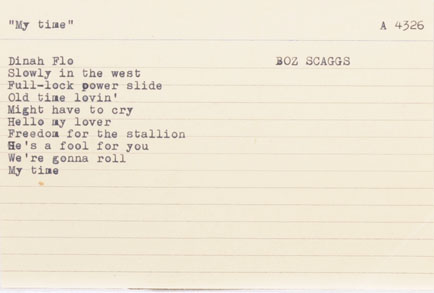 "My time" A 4326
Dinah Flo BOZ SCAGGS
Slowly in the west
Full-lock power slide
Old time lovin'
Might have to cry
Hello my lover
Freedom for the stallion
He's a fool for you
We're gonna roll
My time